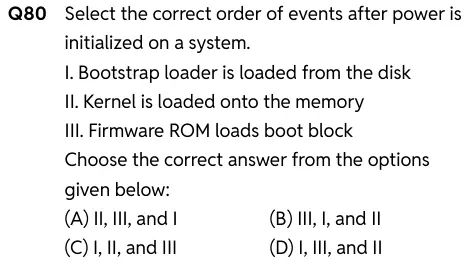 Q80 Select the correct order of events after power is
initialized on a system.
I. Bootstrap loader is loaded from the disk
II. Kernel is loaded onto the memory
III. Firmware ROM loads boot block
Choose the correct answer from the options
given below:
(A) II, III, and I (B) III, I, and II
(C) I, II, and III (D) I, III, and II